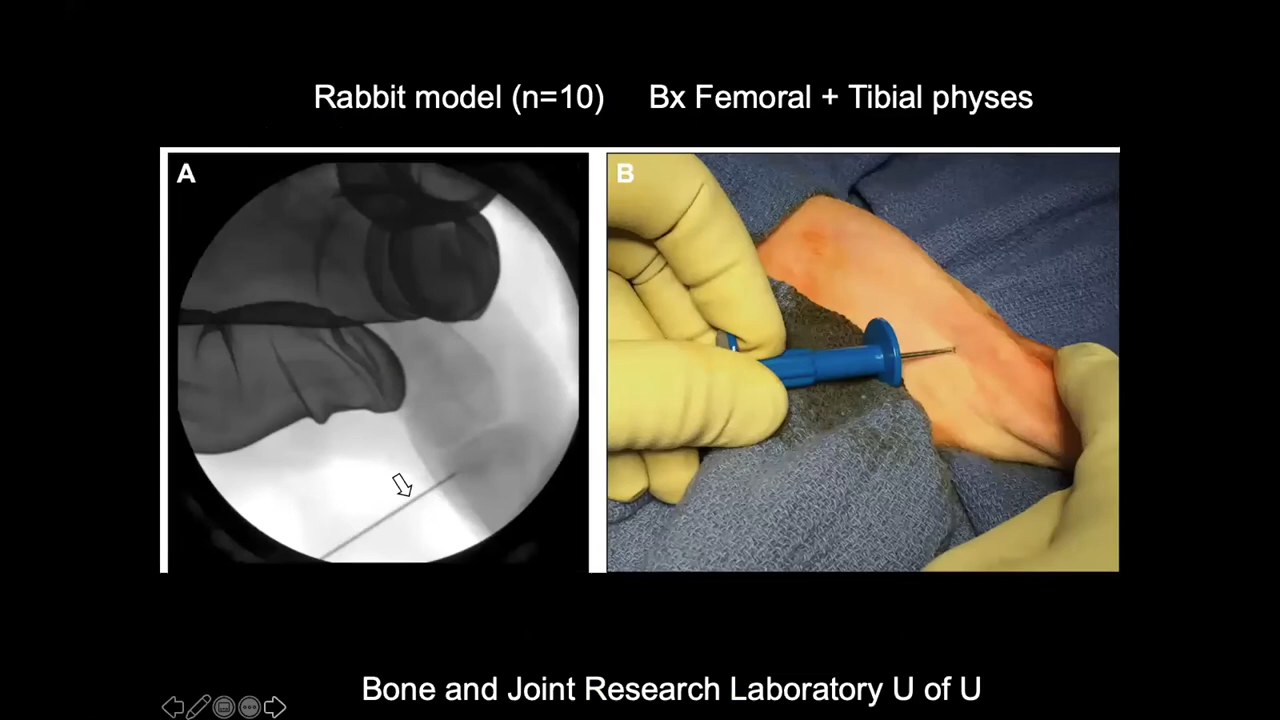 Rabbit model (n=10) Bx Femoral + Tibial physes
A
B
Bone and Joint Research Laboratory U of U